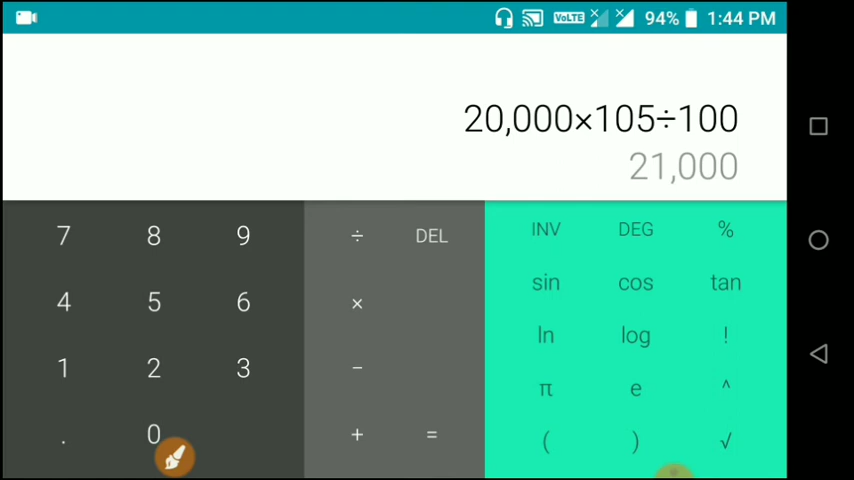 VoLTE 94% 1:44 PM
20,000×105÷100
21,000
7 8 9 ÷ DEL INV DEG %
4 5 6 × sin cos tan
1 2 3 − ln log !
π e ^
. 0 + = ( ) √